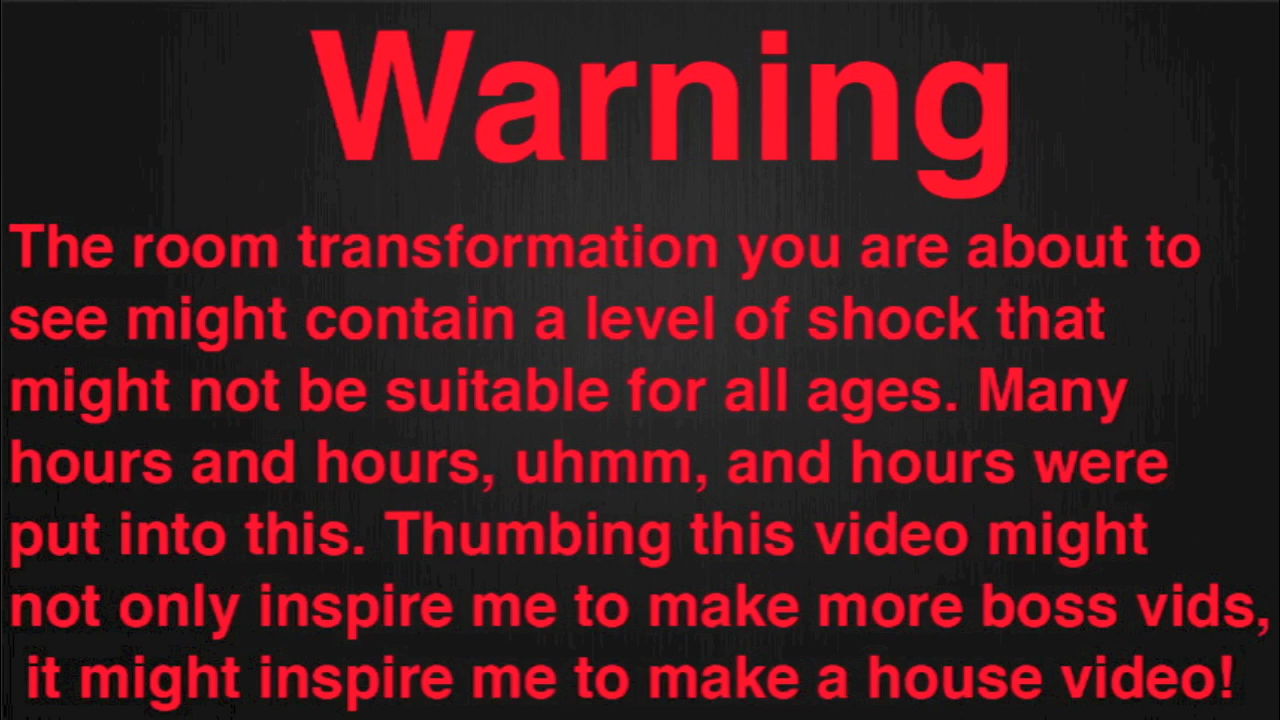 Warning
The room transformation you are about to
see might contain a level of shock that
might not be suitable for all ages. Many
hours and hours, uhmm, and hours were
put into this. Thumbing this video might
not only inspire me to make more boss vids,
it might inspire me to make a house video!